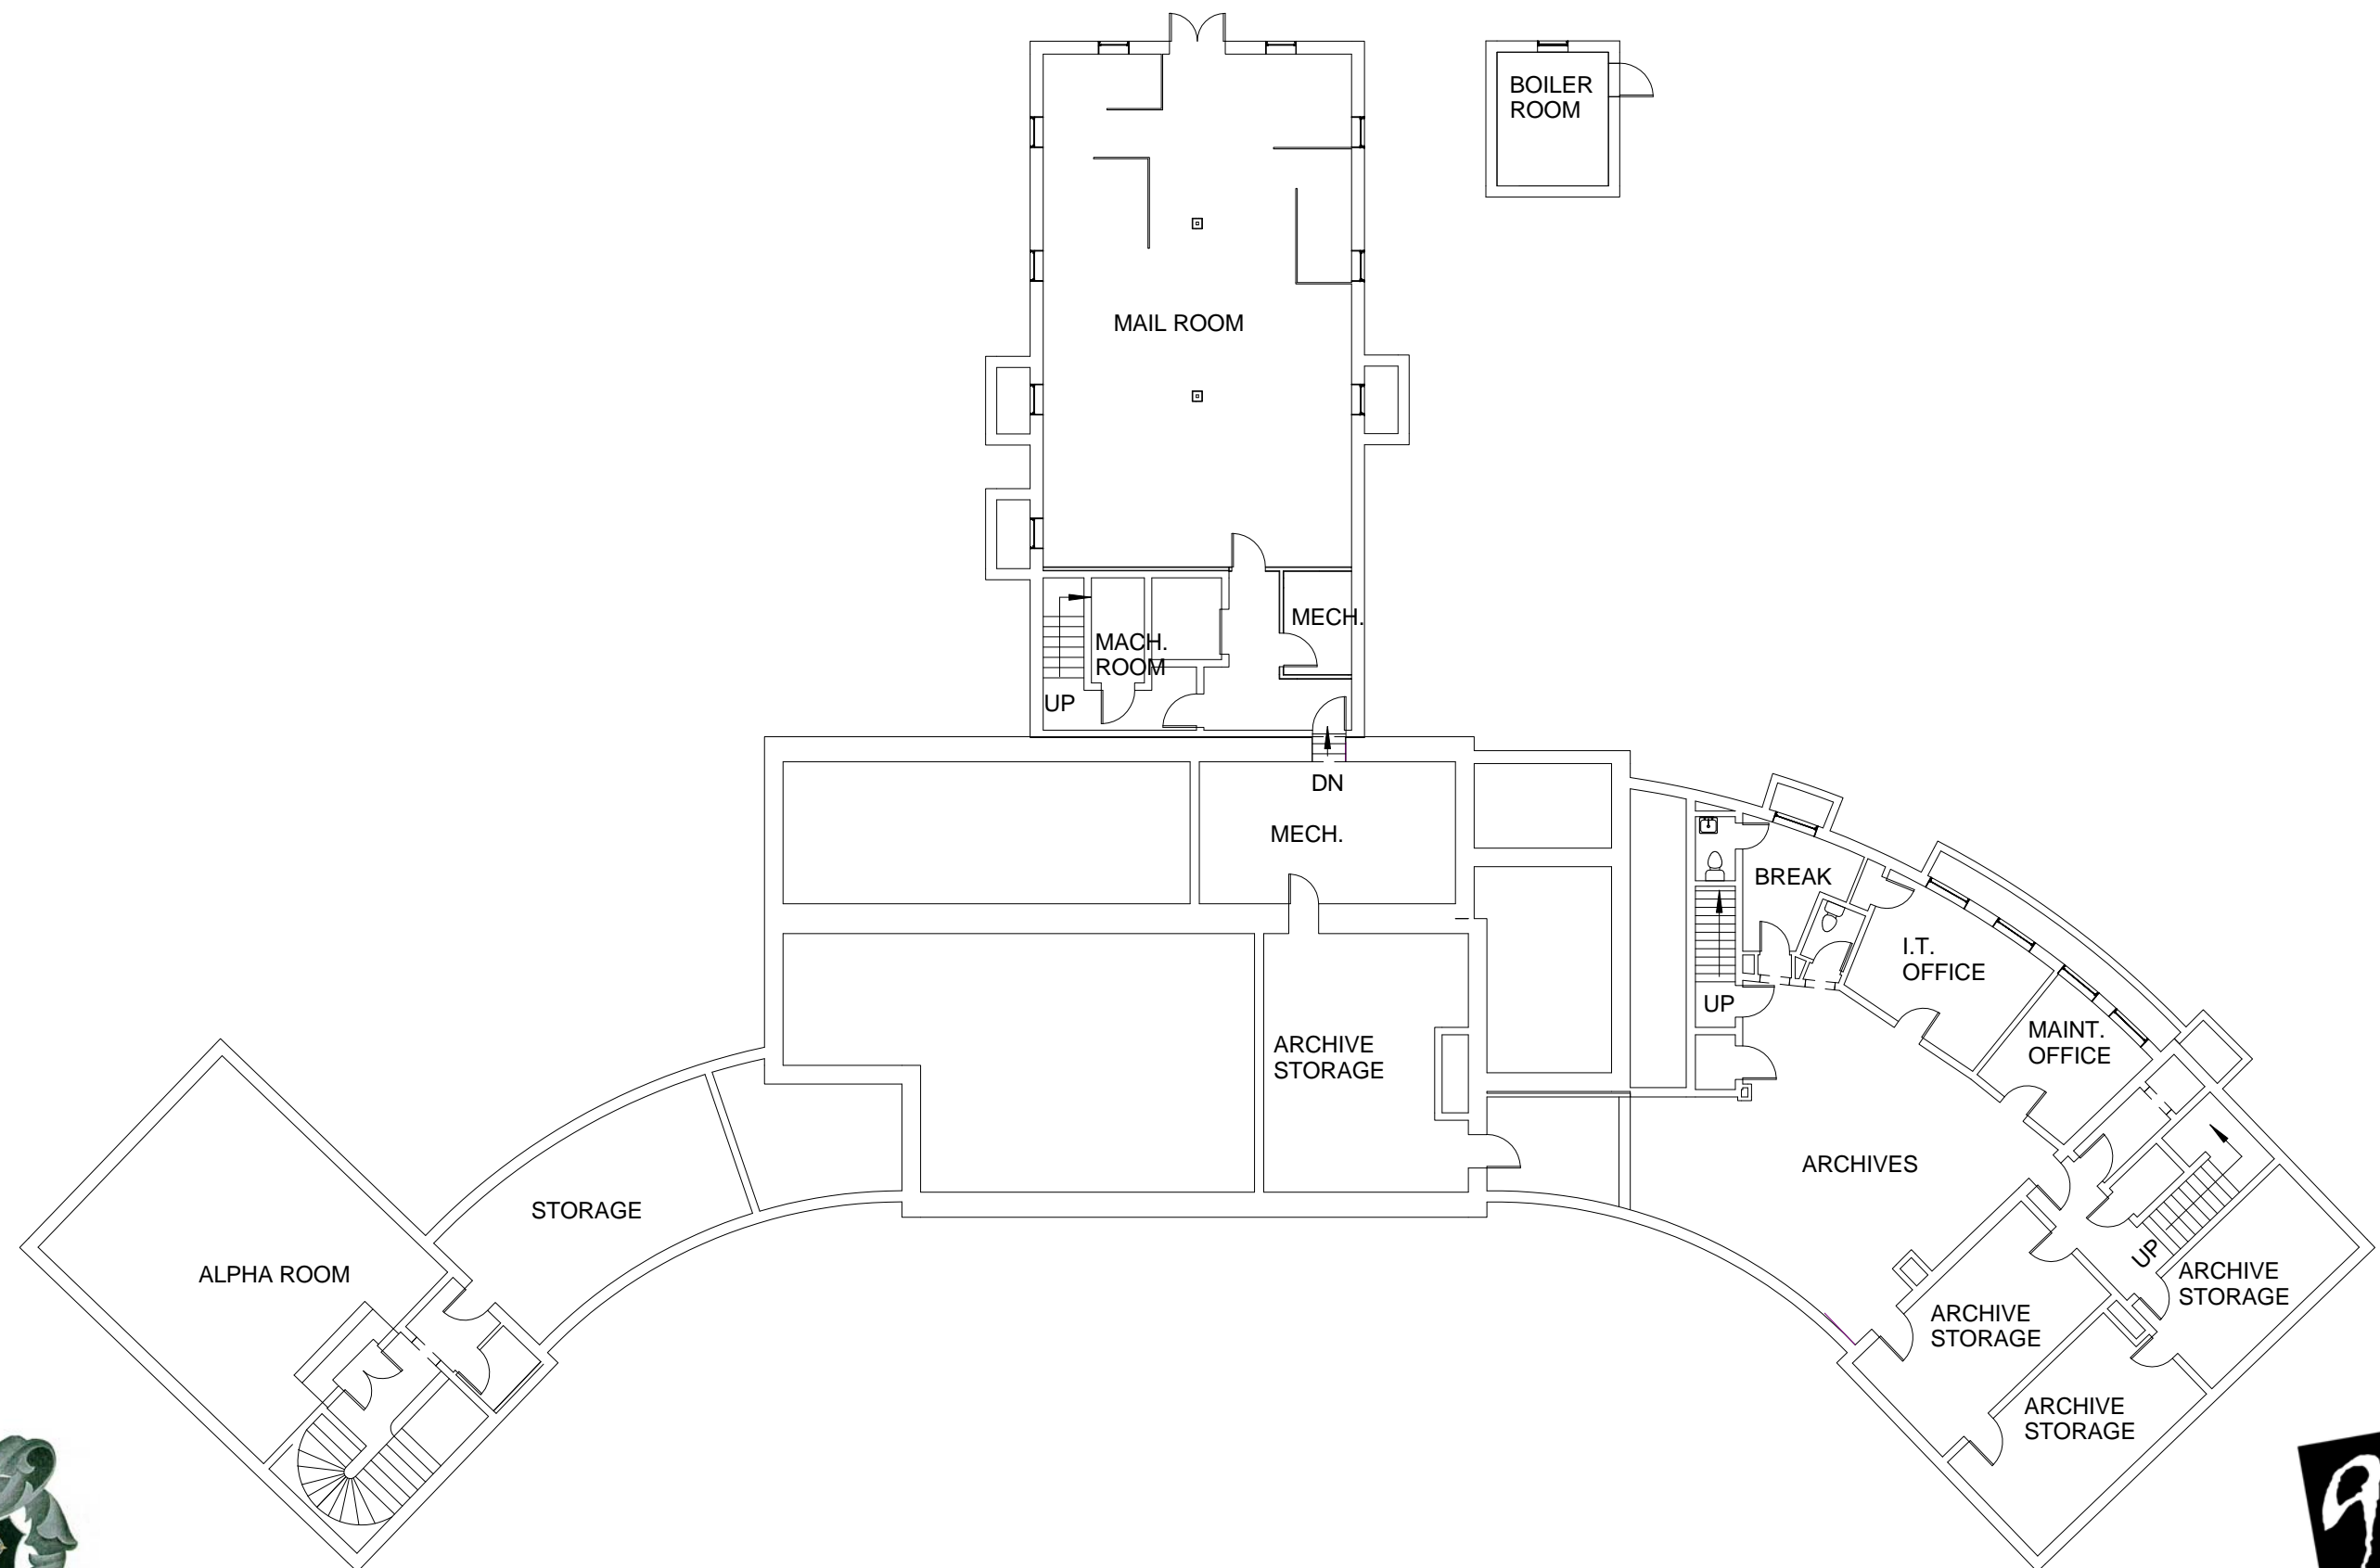 BOILER
ROOM
MAIL ROOM
MECH.
MACH.
ROOM
UP
DN
MECH.
BREAK
I.T.
OFFICE
UP
MAINT.
OFFICE
ARCHIVE
STORAGE
ARCHIVES
STORAGE
ALPHA ROOM
UP
ARCHIVE
STORAGE
ARCHIVE
STORAGE
ARCHIVE
STORAGE